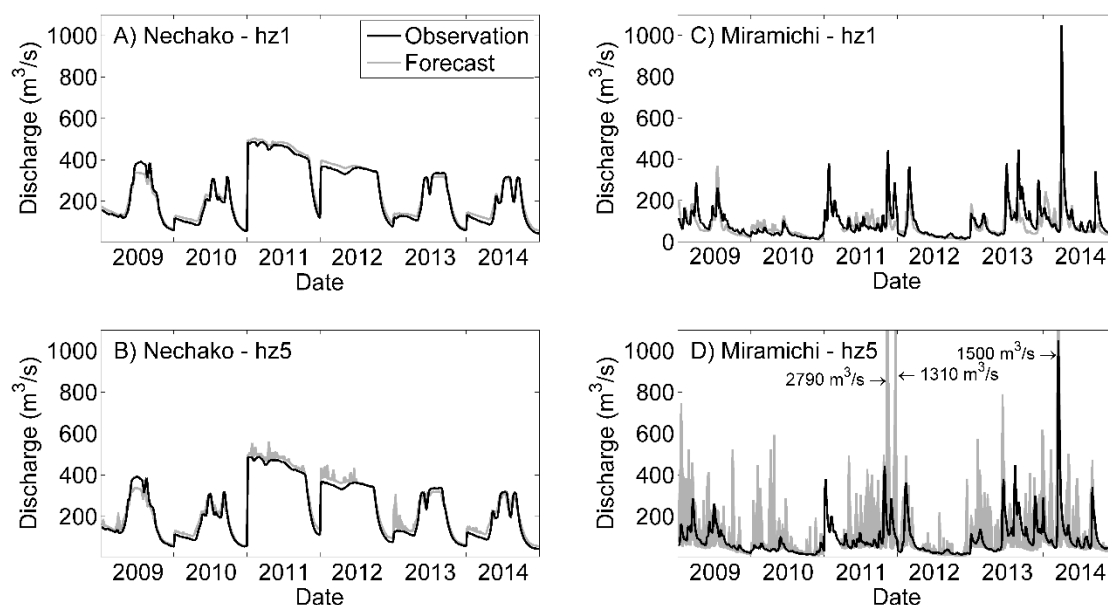 A) Nechako - hz1
Observation
Forecast
Discharge (m³/s)
1000
800
600
400
200
2009 2010 2011 2012 2013 2014
Date
C) Miramichi - hz1
Discharge (m³/s)
1000
800
600
400
200
0
2009 2010 2011 2012 2013 2014
Date
B) Nechako - hz5
Discharge (m³/s)
1000
800
600
400
200
2009 2010 2011 2012 2013 2014
Date
D) Miramichi - hz5
1500 m³/s→
2790 m³/s→ ← 1310 m³/s
Discharge (m³/s)
1000
800
600
400
200
2009 2010 2011 2012 2013 2014
Date